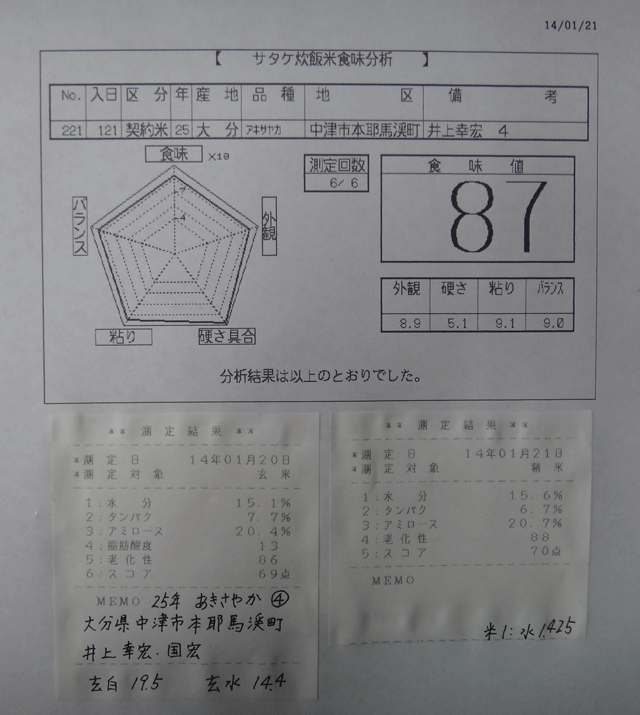 14/01/21
【 サタケ炊飯米食味分析 】
No. 入日 区分 年 産地 品種 地区 備考
221 121 契約米 25 大分 アキサヤカ 中津市本耶馬渓町 井上幸宏 4
食味 ×10
7
4
バランス
外観
粘り
硬さ具合
測定回数
6/ 6
食味値
87
外観 硬さ 粘り バランス
8.9 5.1 9.1 9.0
分析結果は以上のとおりでした。
** 測定結果 **
*測定日 14年01月20日
*測定対象 玄米
1:水分 15.1%
2:タンパク 7.7%
3:アミロース 20.4%
4:脂肪酸度 13
5:老化性 86
6:スコア 69点
MEMO 25年 あきさやか ④
大分県中津市本耶馬渓町
井上幸宏.国宏
玄白 19.5 玄水 14.4
** 測定結果 **
*測定日 14年01月21日
*測定対象 精米
1:水分 15.6%
2:タンパク 6.7%
3:アミロース 20.7%
4:老化性 88
5:スコア 70点
MEMO
米1:水1.425